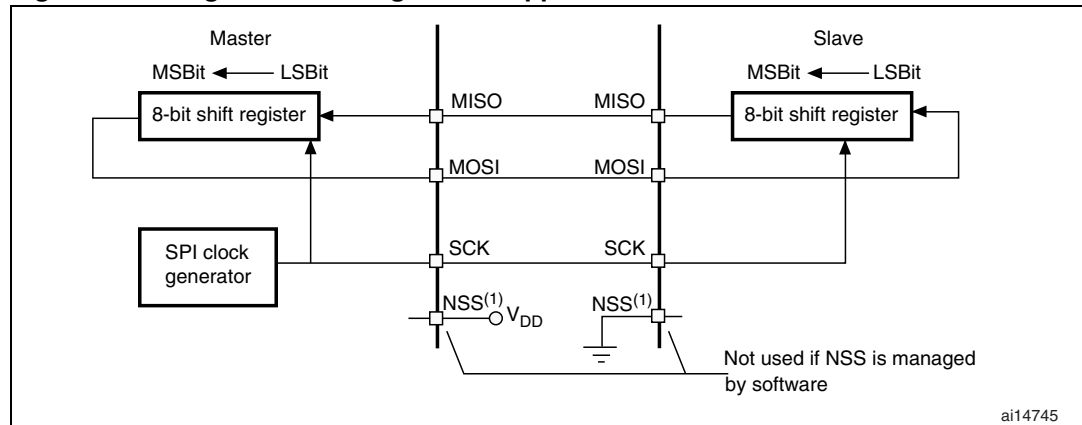 Master
Slave
MSBit LSBit
MSBit LSBit
8-bit shift register
MISO
MISO
8-bit shift register
MOSI
MOSI
SPI clock
generator
SCK
SCK
NSS(1)
VDD
NSS(1)
Not used if NSS is managed
by software
ai14745